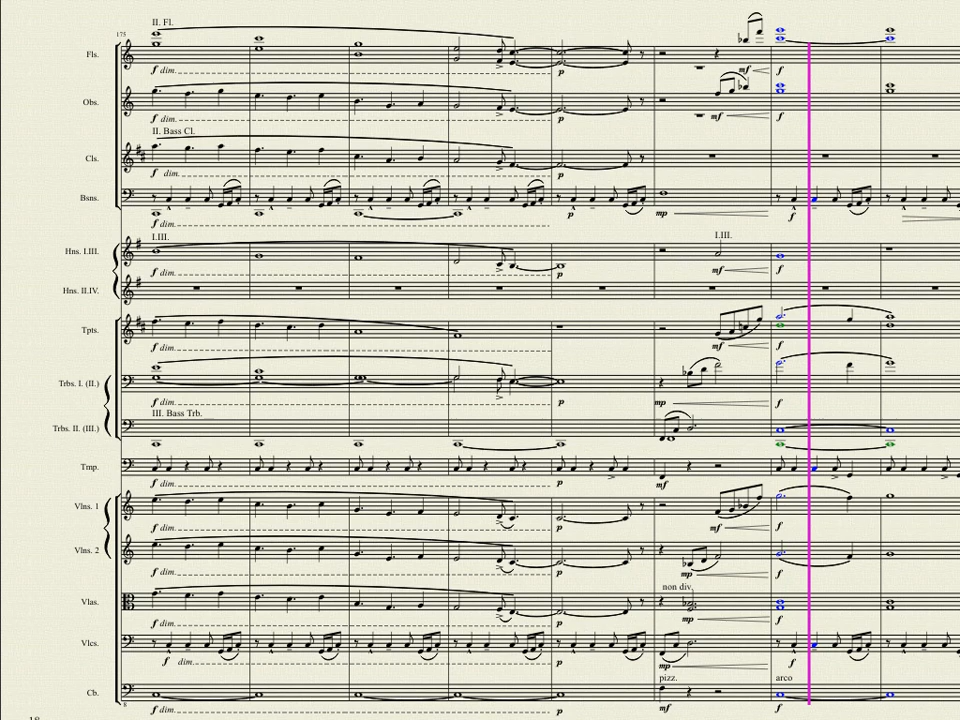 II. Fl.
175
Fls.
f dim.
p
mf
f
Obs.
f dim.
p
mf
f
II. Bass Cl.
Cls.
f dim.
p
Bsns.
f dim.
p
mp
f
I.III.
I.III.
Hns. I.III.
f dim.
p
mf
f
Hns. II.IV.
Tpts.
f dim.
mf
f
Trbs. I. (II.)
f dim.
p
mp
f
III. Bass Trb.
Trbs. II. (III.)
Tmp.
f dim.
p
mf
Vlns. 1
f dim.
p
mf
f
Vlns. 2
f dim.
p
mp
f
non div.
Vlas.
f dim.
p
mp
f
Vlcs.
f dim.
p
mp
f
pizz.
arco
Cb.
8
f dim.
p
mf
f